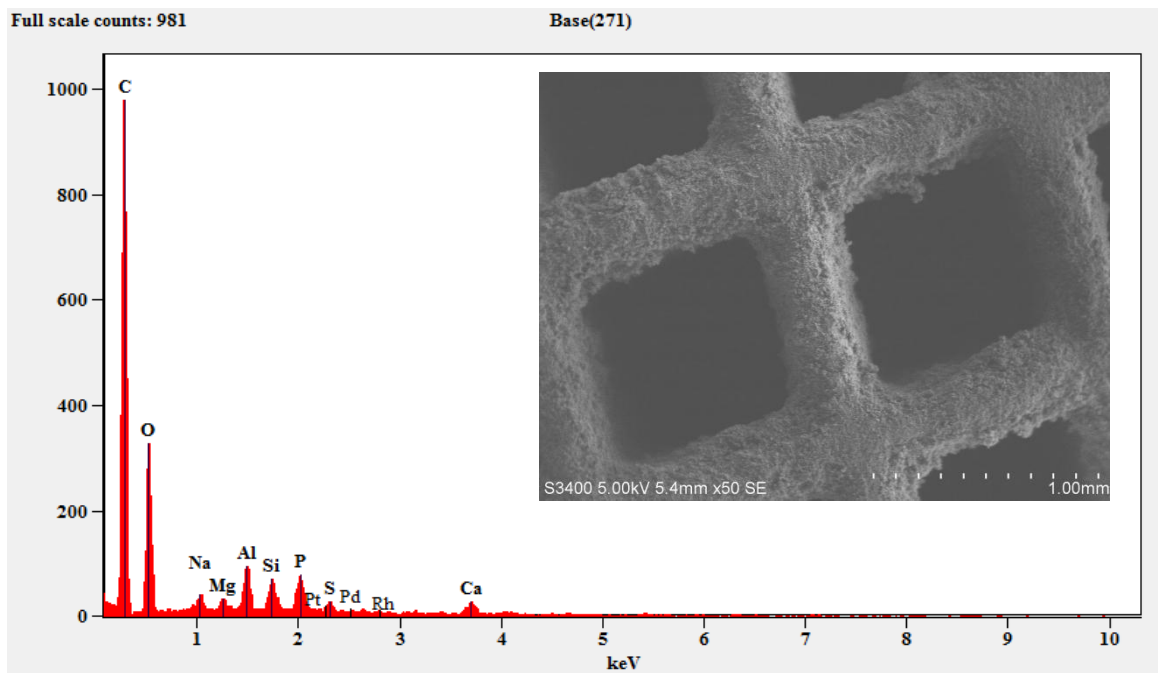 Full scale counts: 981
Base(271)
1000
800
600
400
200
0
C
O
Na
Mg
Al
Si
P
Pt
S
Pd
Rh
Ca
S3400 5.00kV 5.4mm x50 SE
1.00mm
1 2 3 4 5 6 7 8 9 10
keV